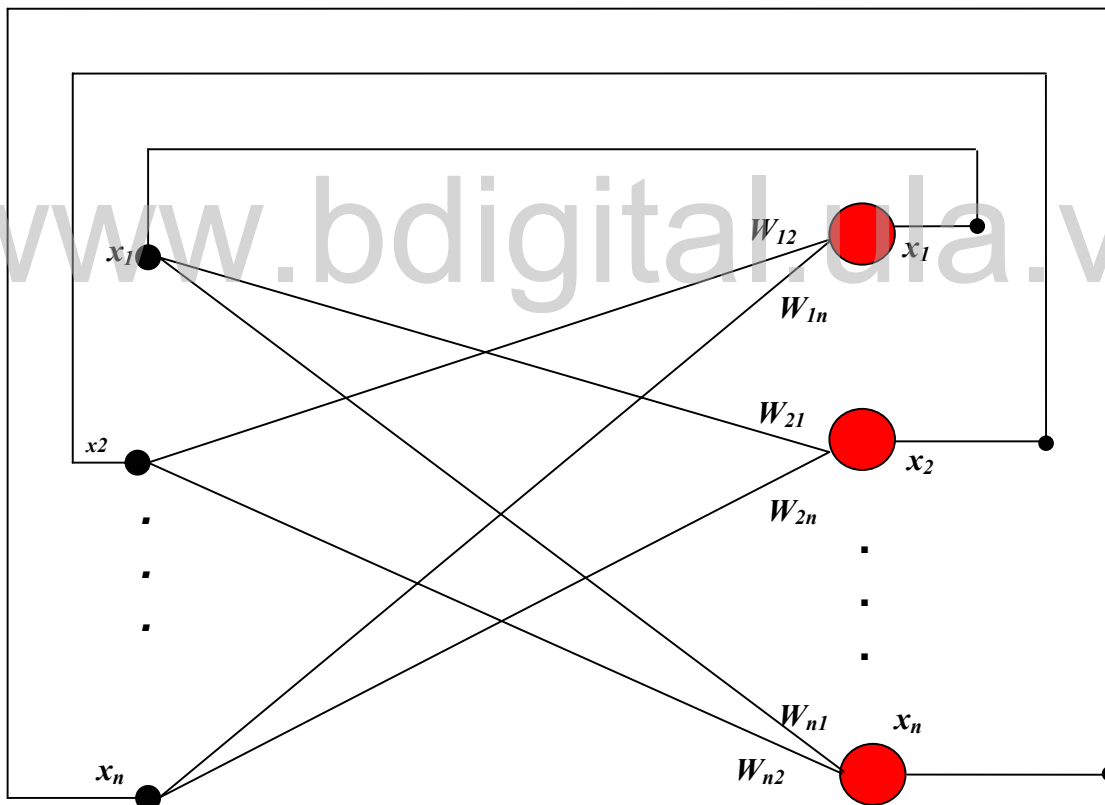 www.bdigital.ula.v
W12
x1
x1
W1n
W21
x2
x2
W2n
.
.
.
.
.
.
Wn1
xn
xn
Wn2